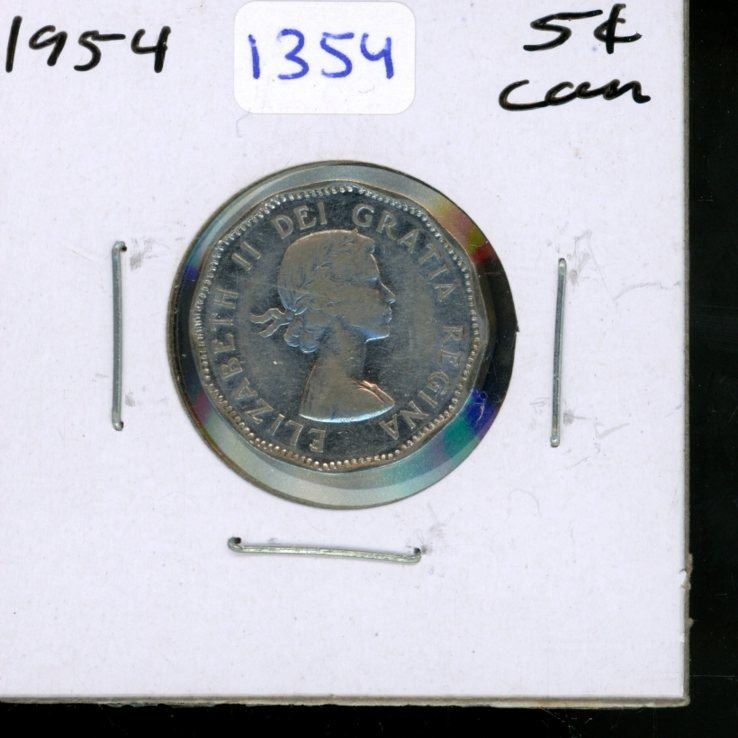 1954 1354 5¢
can
ELIZABETH II DEI GRATIA REGINA